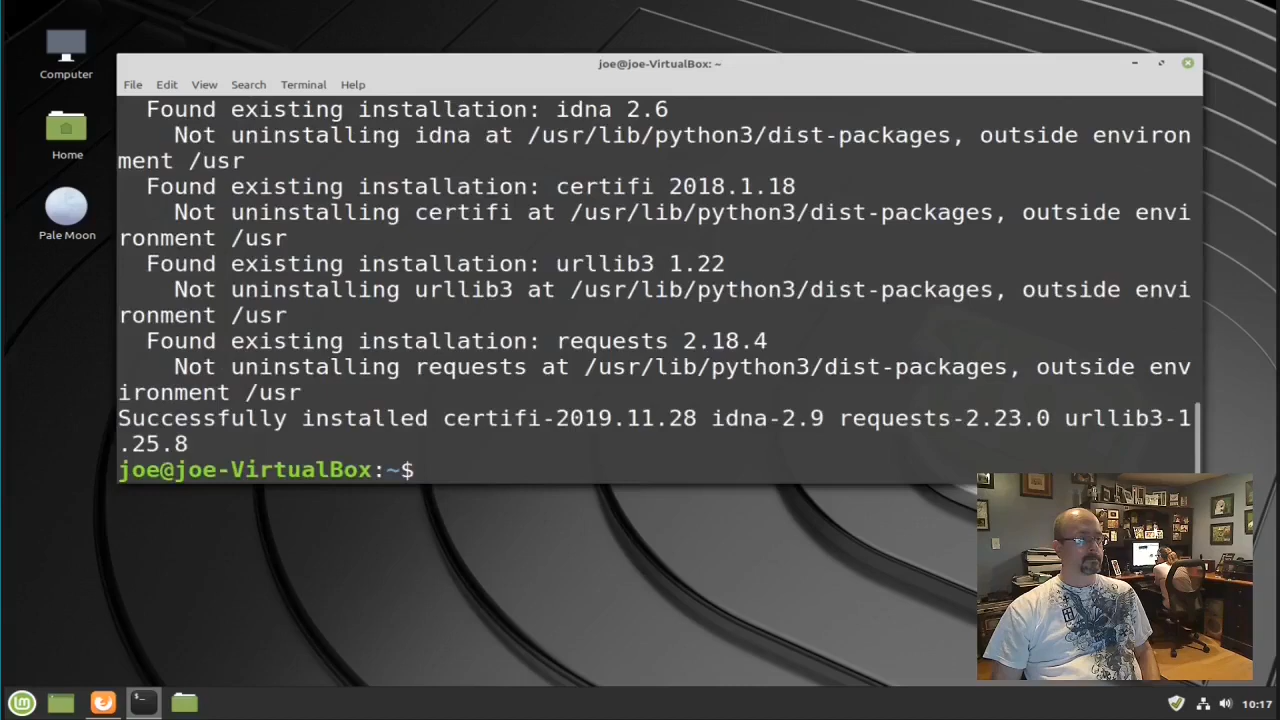 joe@joe-VirtualBox: ~
Computer
File Edit View Search Terminal Help
Found existing installation: idna 2.6
Not uninstalling idna at /usr/lib/python3/dist-packages, outside environ
ment /usr
Home
Found existing installation: certifi 2018.1.18
Not uninstalling certifi at /usr/lib/python3/dist-packages, outside envi
ronment /usr
Pale Moon
Found existing installation: urllib3 1.22
Not uninstalling urllib3 at /usr/lib/python3/dist-packages, outside envi
ronment /usr
Found existing installation: requests 2.18.4
Not uninstalling requests at /usr/lib/python3/dist-packages, outside env
ironment /usr
Successfully installed certifi-2019.11.28 idna-2.9 requests-2.23.0 urllib3-1
.25.8
joe@joe-VirtualBox:~$
10:17